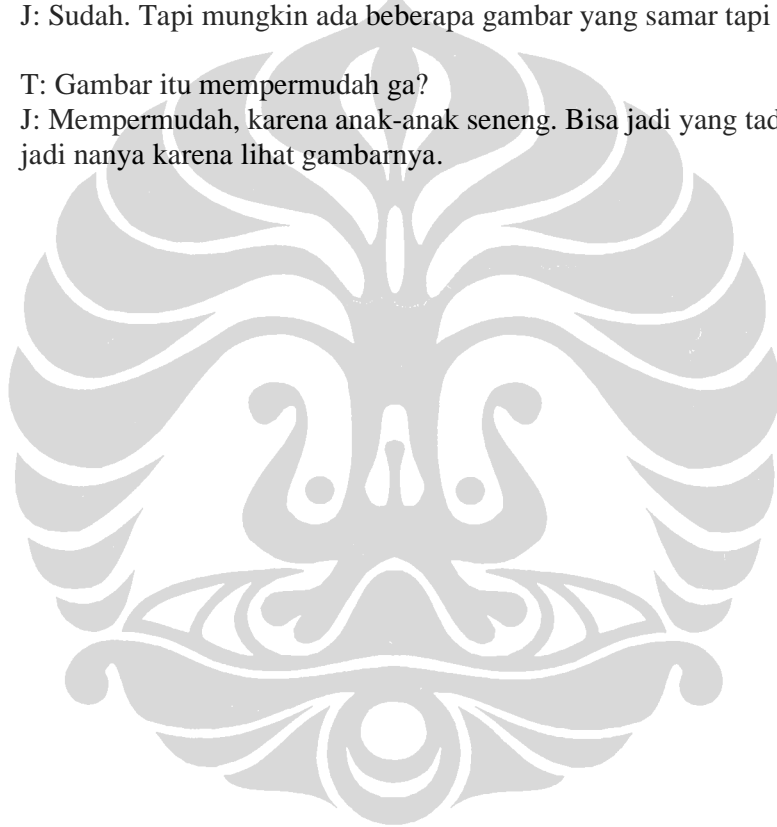 J: Sudah. Tapi mungkin ada beberapa gambar yang samar tapi
T: Gambar itu mempermudah ga?
J: Mempermudah, karena anak-anak seneng. Bisa jadi yang tad
jadi nanya karena lihat gambarnya.